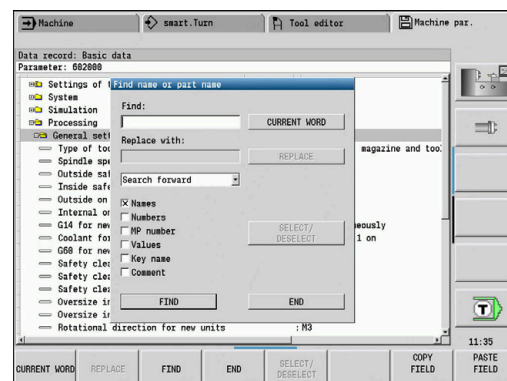 Machine
smart.Turn
Tool editor
Machine par.
Data record: Basic data
Parameter: 602000
Settings of
System
Simulation
Processing
General sett
Type of too
magazine and too
Spindle spe
Outside saf
Inside safe
Outside on
Internal on
G14 for new
eously
Coolant for
1 on
G60 for new
Safety clea
Safety clea
Safety clea
Oversize in
Oversize in
Rotational direction for new units : M3
Find name or part name
Find:
CURRENT WORD
Replace with:
REPLACE
Search forward
Names
Numbers
MP number
Values
Key name
Comment
SELECT/
DESELECT
FIND
END
T
11:35
CURRENT WORD
REPLACE
FIND
END
SELECT/
DESELECT
COPY
FIELD
PASTE
FIELD